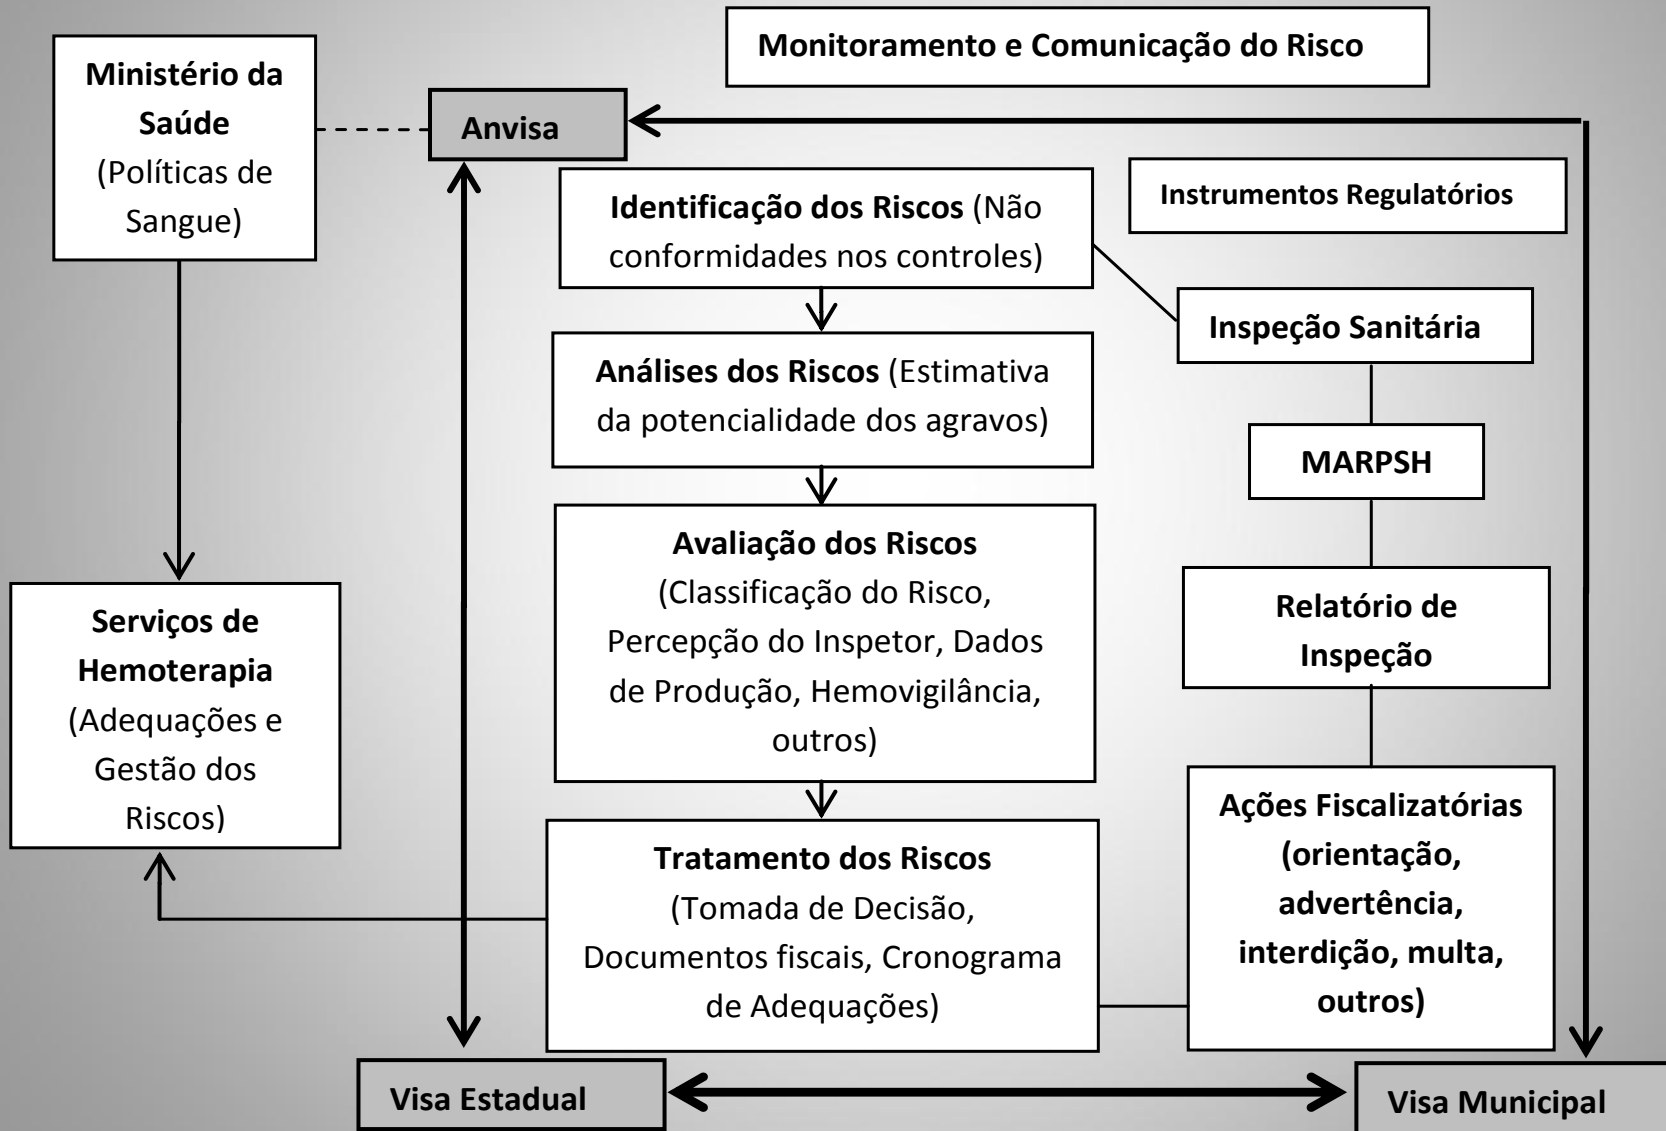 Monitoramento e Comunicação do Risco
Ministério da
Saúde
(Políticas de
Sangue)
Anvisa
Identificação dos Riscos (Não
conformidades nos controles)
Instrumentos Regulatórios
Inspeção Sanitária
Análises dos Riscos (Estimativa
da potencialidade dos agravos)
MARPSH
Avaliação dos Riscos
(Classificação do Risco,
Percepção do Inspetor, Dados
de Produção, Hemovigilância,
outros)
Relatório de
Inspeção
Serviços de
Hemoterapia
(Adequações e
Gestão dos
Riscos)
Tratamento dos Riscos
(Tomada de Decisão,
Documentos fiscais, Cronograma
de Adequações)
Ações Fiscalizatórias
(orientação,
advertência,
interdição, multa,
outros)
Visa Estadual
Visa Municipal